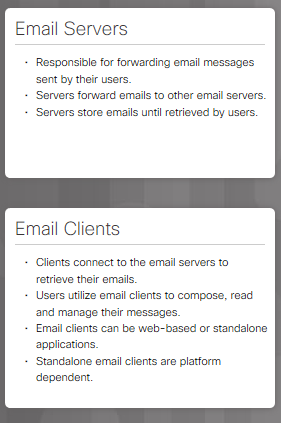 Email Servers
• Responsible for forwarding email messages
sent by their users.
• Servers forward emails to other email servers.
• Servers store emails until retrieved by users.
Email Clients
• Clients connect to the email servers to
retrieve their emails.
• Users utilize email clients to compose, read
and manage their messages.
• Email clients can be web-based or standalone
applications.
• Standalone email clients are platform
dependent.